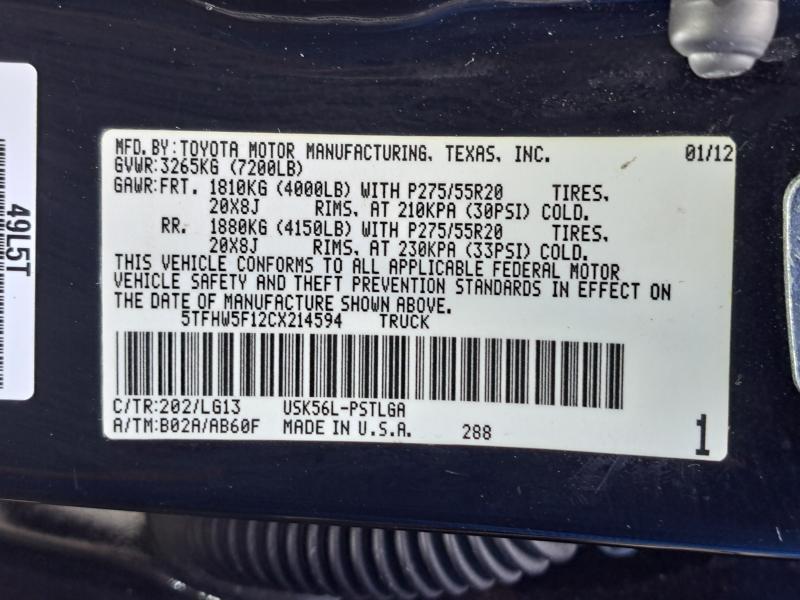 49L5T
MFD. BY: TOYOTA MOTOR MANUFACTURING, TEXAS, INC. 01/12
GVWR: 3265KG (7200LB)
GAWR: FRT. 1810KG (4000LB) WITH P275/55R20 TIRES,
20X8J RIMS, AT 210KPA (30PSI) COLD.
RR. 1880KG (4150LB) WITH P275/55R20 TIRES,
20X8J RIMS, AT 230KPA (33PSI) COLD.
THIS VEHICLE CONFORMS TO ALL APPLICABLE FEDERAL MOTOR
VEHICLE SAFETY AND THEFT PREVENTION STANDARDS IN EFFECT ON
THE DATE OF MANUFACTURE SHOWN ABOVE.
5TFHW5F12CX214594 TRUCK
C/TR: 202/LG13 USK56L-PSTLGA
A/TM: B02A/AB60F MADE IN U.S.A. 288 1